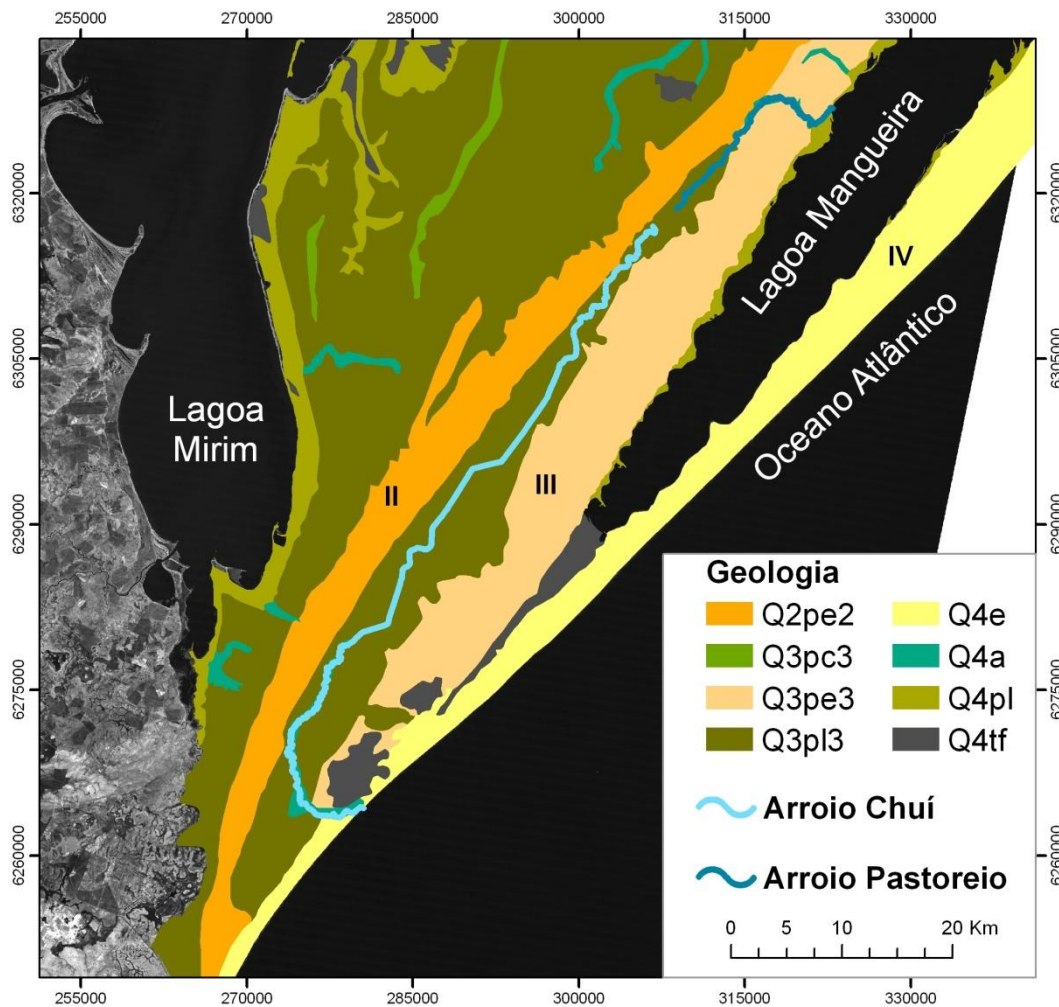 255000
270000
285000
300000
315000
330000
6320000
6305000
6290000
6275000
6260000
6320000
6305000
6290000
6275000
6260000
Lagoa Mangueira
IV
Oceano Atlântico
Lagoa
Mirim
II
III
Geologia
Q2pe2
Q3pc3
Q3pe3
Q3pl3
Q4e
Q4a
Q4pl
Q4tf
Arroio Chuí
Arroio Pastoreio
0 5 10 20 Km
255000
270000
285000
300000
315000
330000